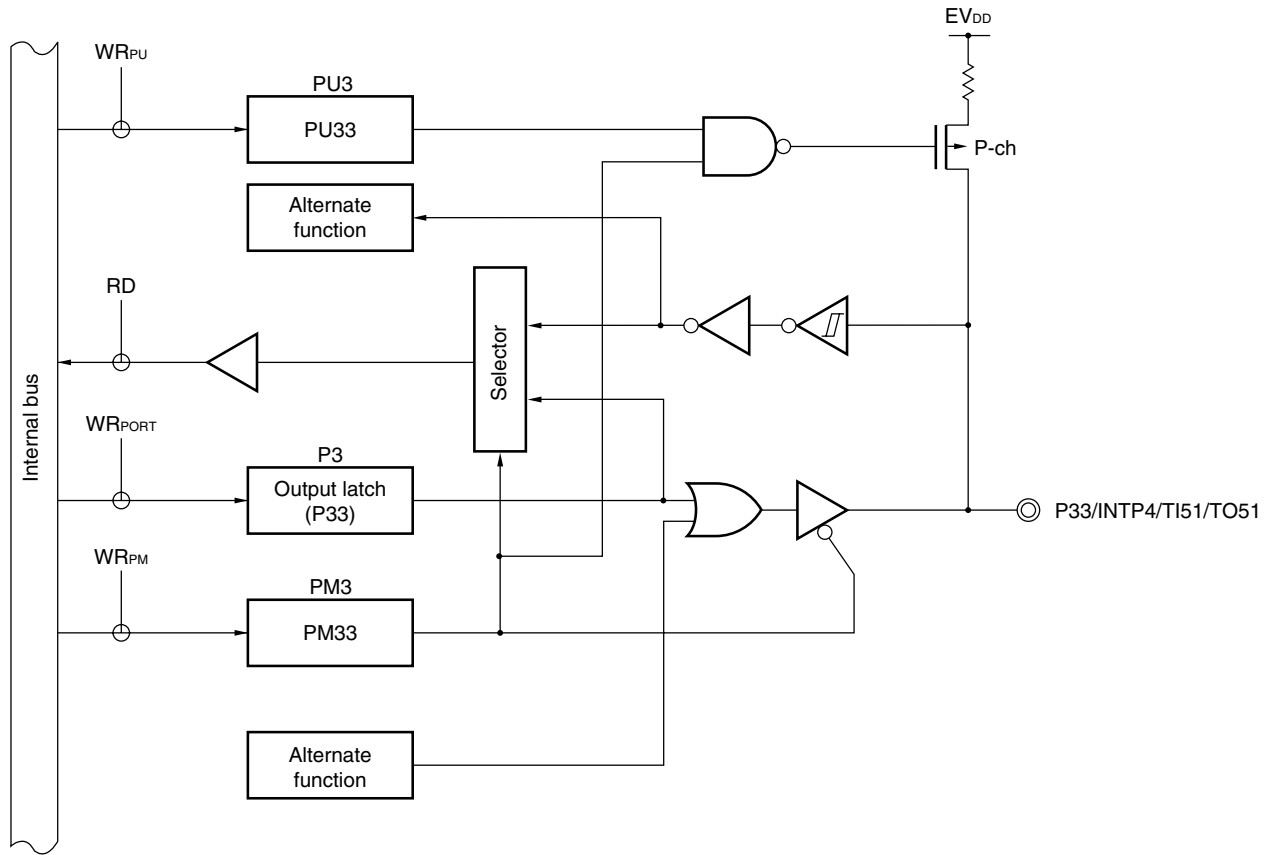 EVDD
WRPU
PU3
PU33
P-ch
Alternate
function
RD
Selector
Internal bus
WRPORT
P3
Output latch
(P33)
P33/INTP4/TI51/TO51
WRPM
PM3
PM33
Alternate
function